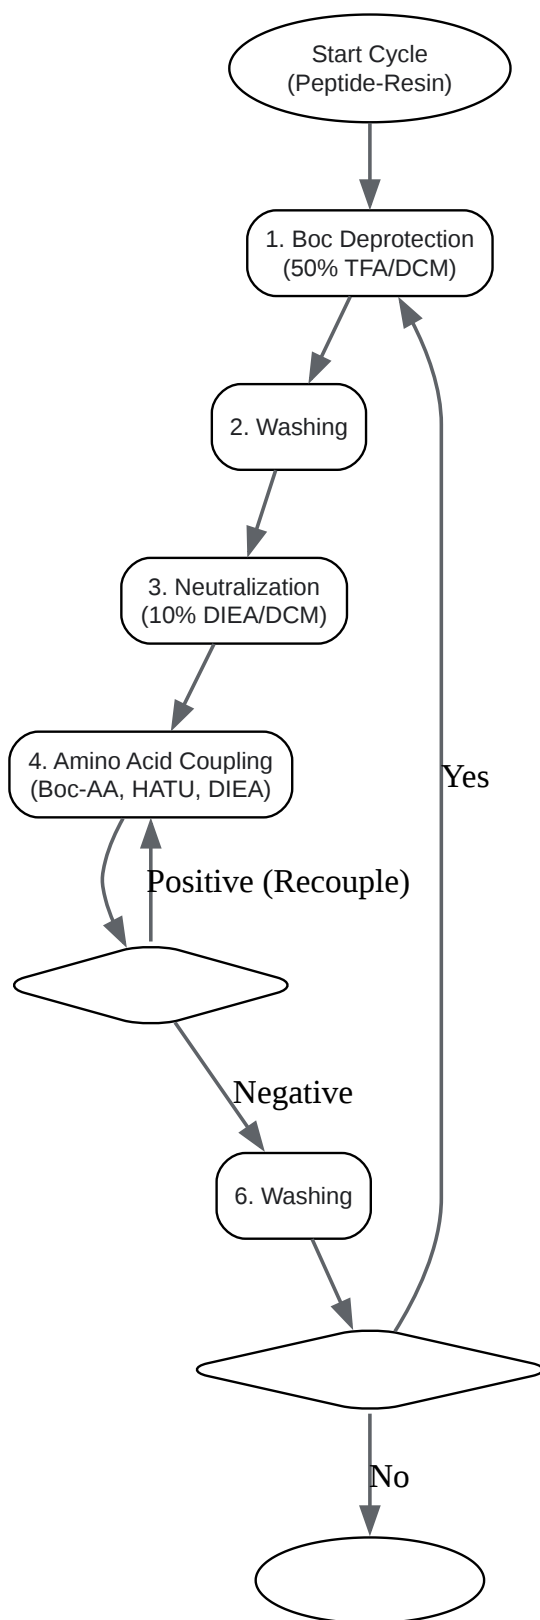 Start Cycle
(Peptide-Resin)
1. Boc Deprotection
(50% TFA/DCM)
2. Washing
3. Neutralization
(10% DIEA/DCM)
4. Amino Acid Coupling
(Boc-AA, HATU, DIEA)
Yes
Positive (Recouple)
Negative
6. Washing
No